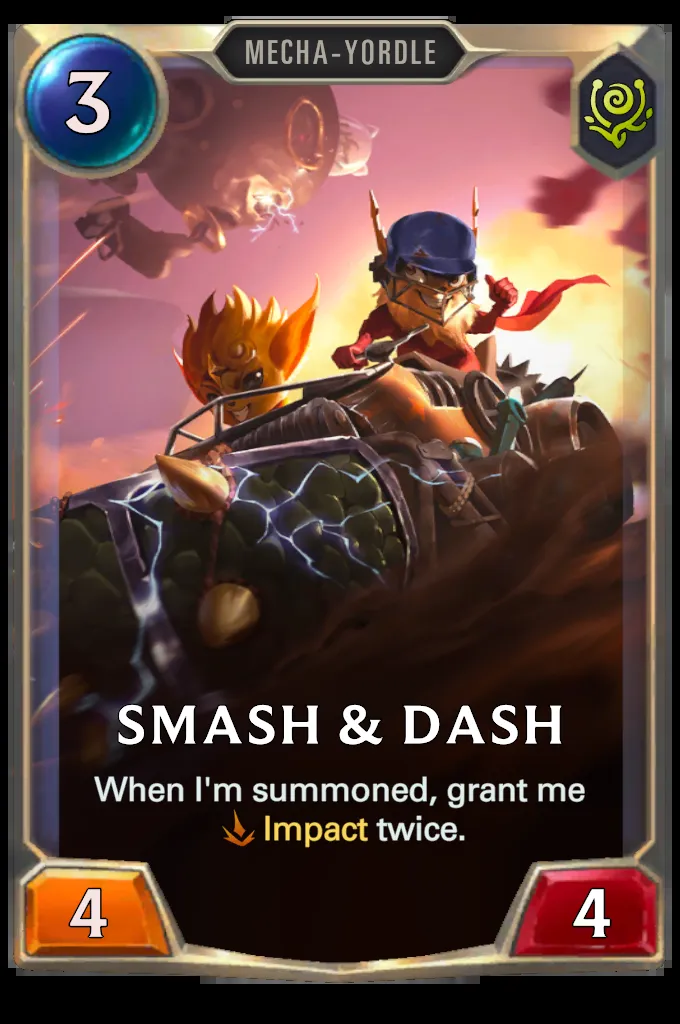 MECHA-YORDLE
3
SMASH & DASH
When I'm summoned, grant me
Impact twice.
4
4